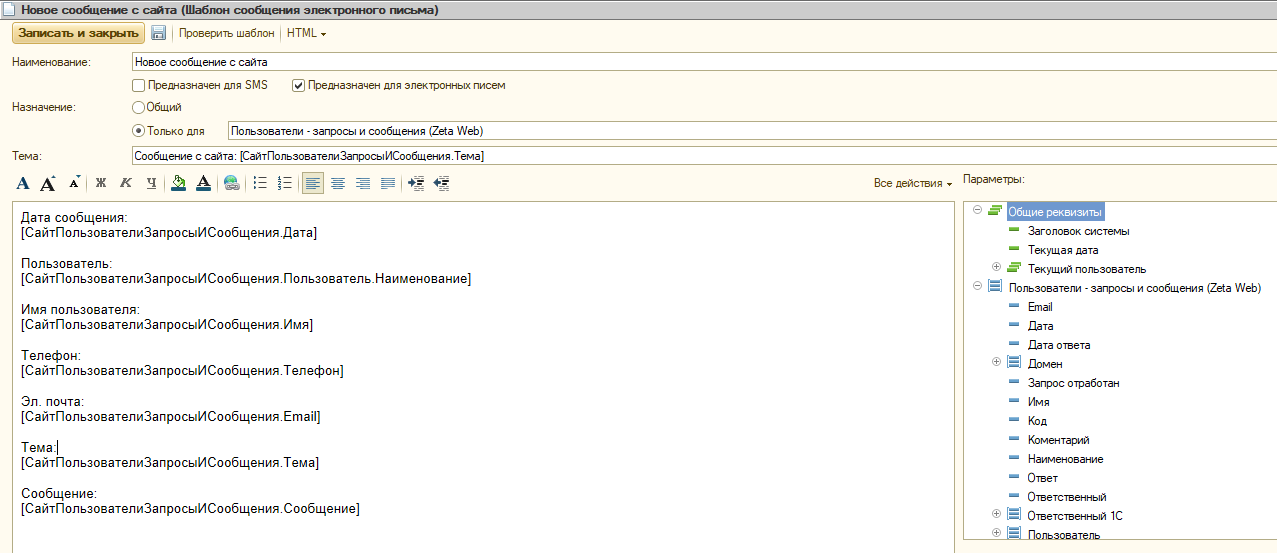 Новое сообщение с сайта (Шаблон сообщения электронного письма)
Записать и закрыть Проверить шаблон HTML
Наименование: Новое сообщение с сайта
Предназначен для SMS Предназначен для электронных писем
Назначение: Общий
Только для Пользователи - запросы и сообщения (Zeta Web)
Тема: Сообщение с сайта: [СайтПользователиЗапросыИСообщения.Тема]
А А А Ж К Ч А Все действия Параметры:
Дата сообщения:
[СайтПользователиЗапросыИСообщения.Дата]
Пользователь:
[СайтПользователиЗапросыИСообщения.Пользователь.Наименование]
Имя пользователя:
[СайтПользователиЗапросыИСообщения.Имя]
Телефон:
[СайтПользователиЗапросыИСообщения.Телефон]
Эл. почта:
[СайтПользователиЗапросыИСообщения.Email]
Тема:
[СайтПользователиЗапросыИСообщения.Тема]
Сообщение:
[СайтПользователиЗапросыИСообщения.Сообщение]
Общие реквизиты
Заголовок системы
Текущая дата
Текущий пользователь
Пользователи - запросы и сообщения (Zeta Web)
Email
Дата
Дата ответа
Домен
Запрос отработан
Имя
Код
Коментарий
Наименование
Ответ
Ответственный
Ответственный 1С
Пользователь